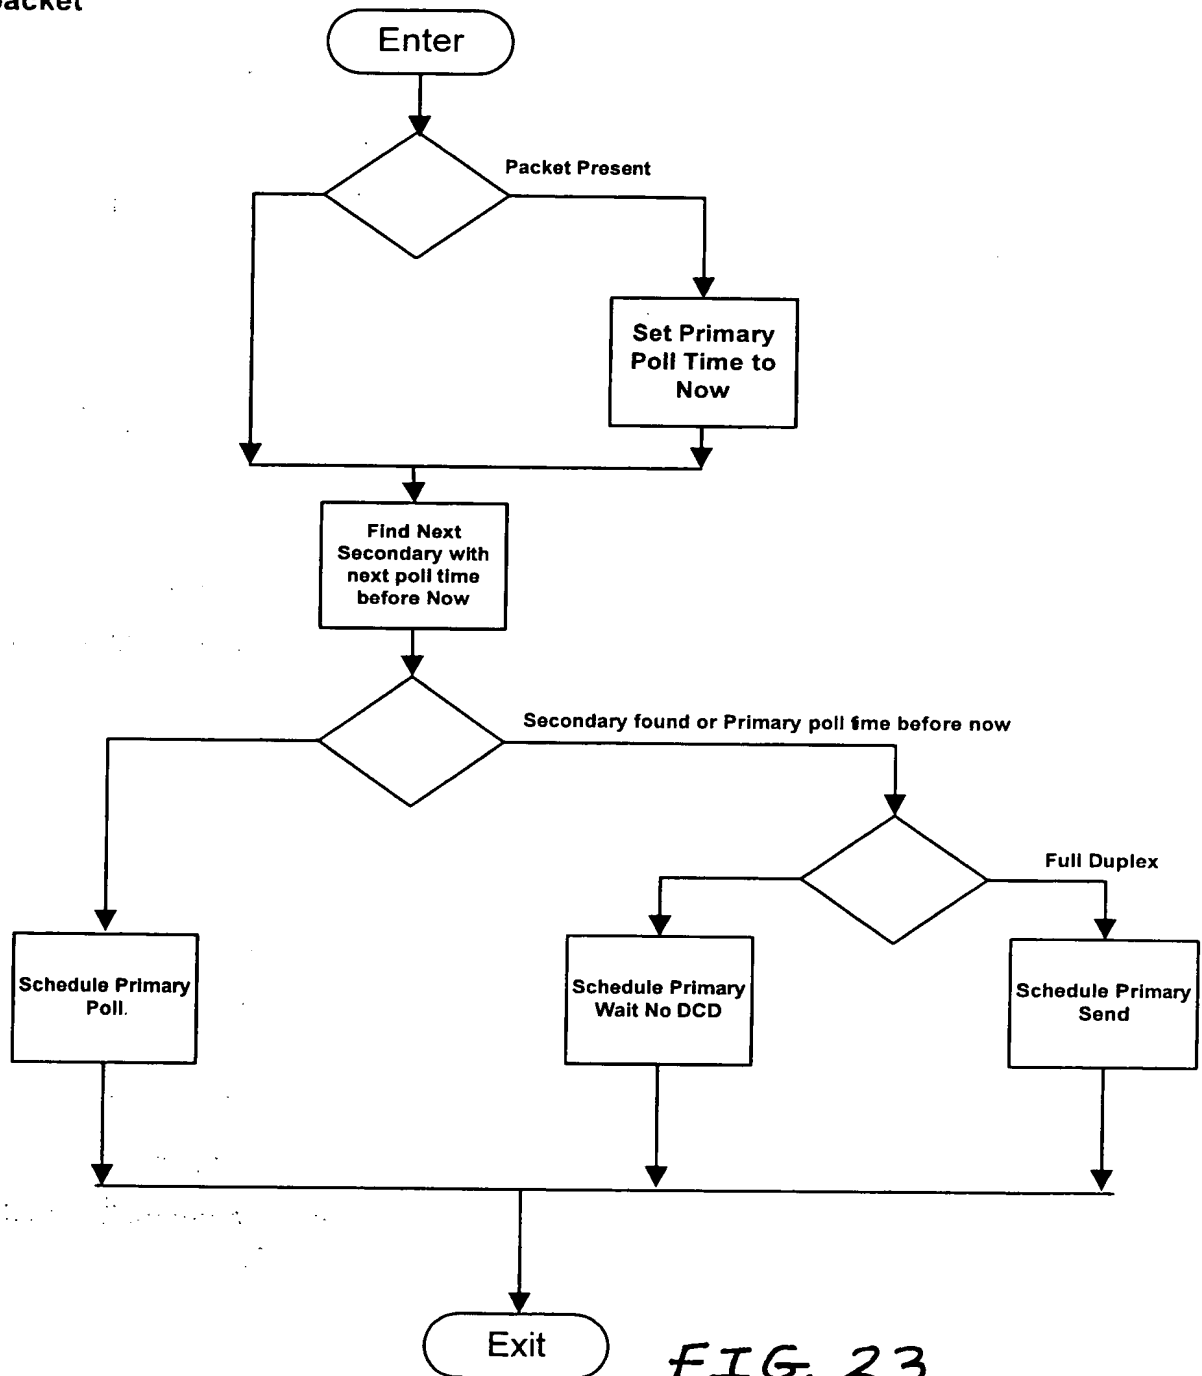 packet
Enter
Packet Present
Set Primary
Poll Time to
Now
Find Next
Secondary with
next poll time
before Now
Secondary found or Primary poll time before now
Full Duplex
Schedule Primary
Poll.
Schedule Primary
Wait No DCD
Schedule Primary
Send
Exit
FIG. 23